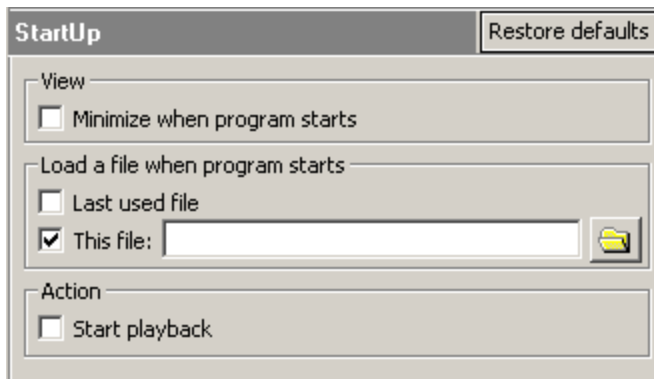 StartUp
Restore defaults
View
Minimize when program starts
Load a file when program starts
Last used file
This file:
Action
Start playback